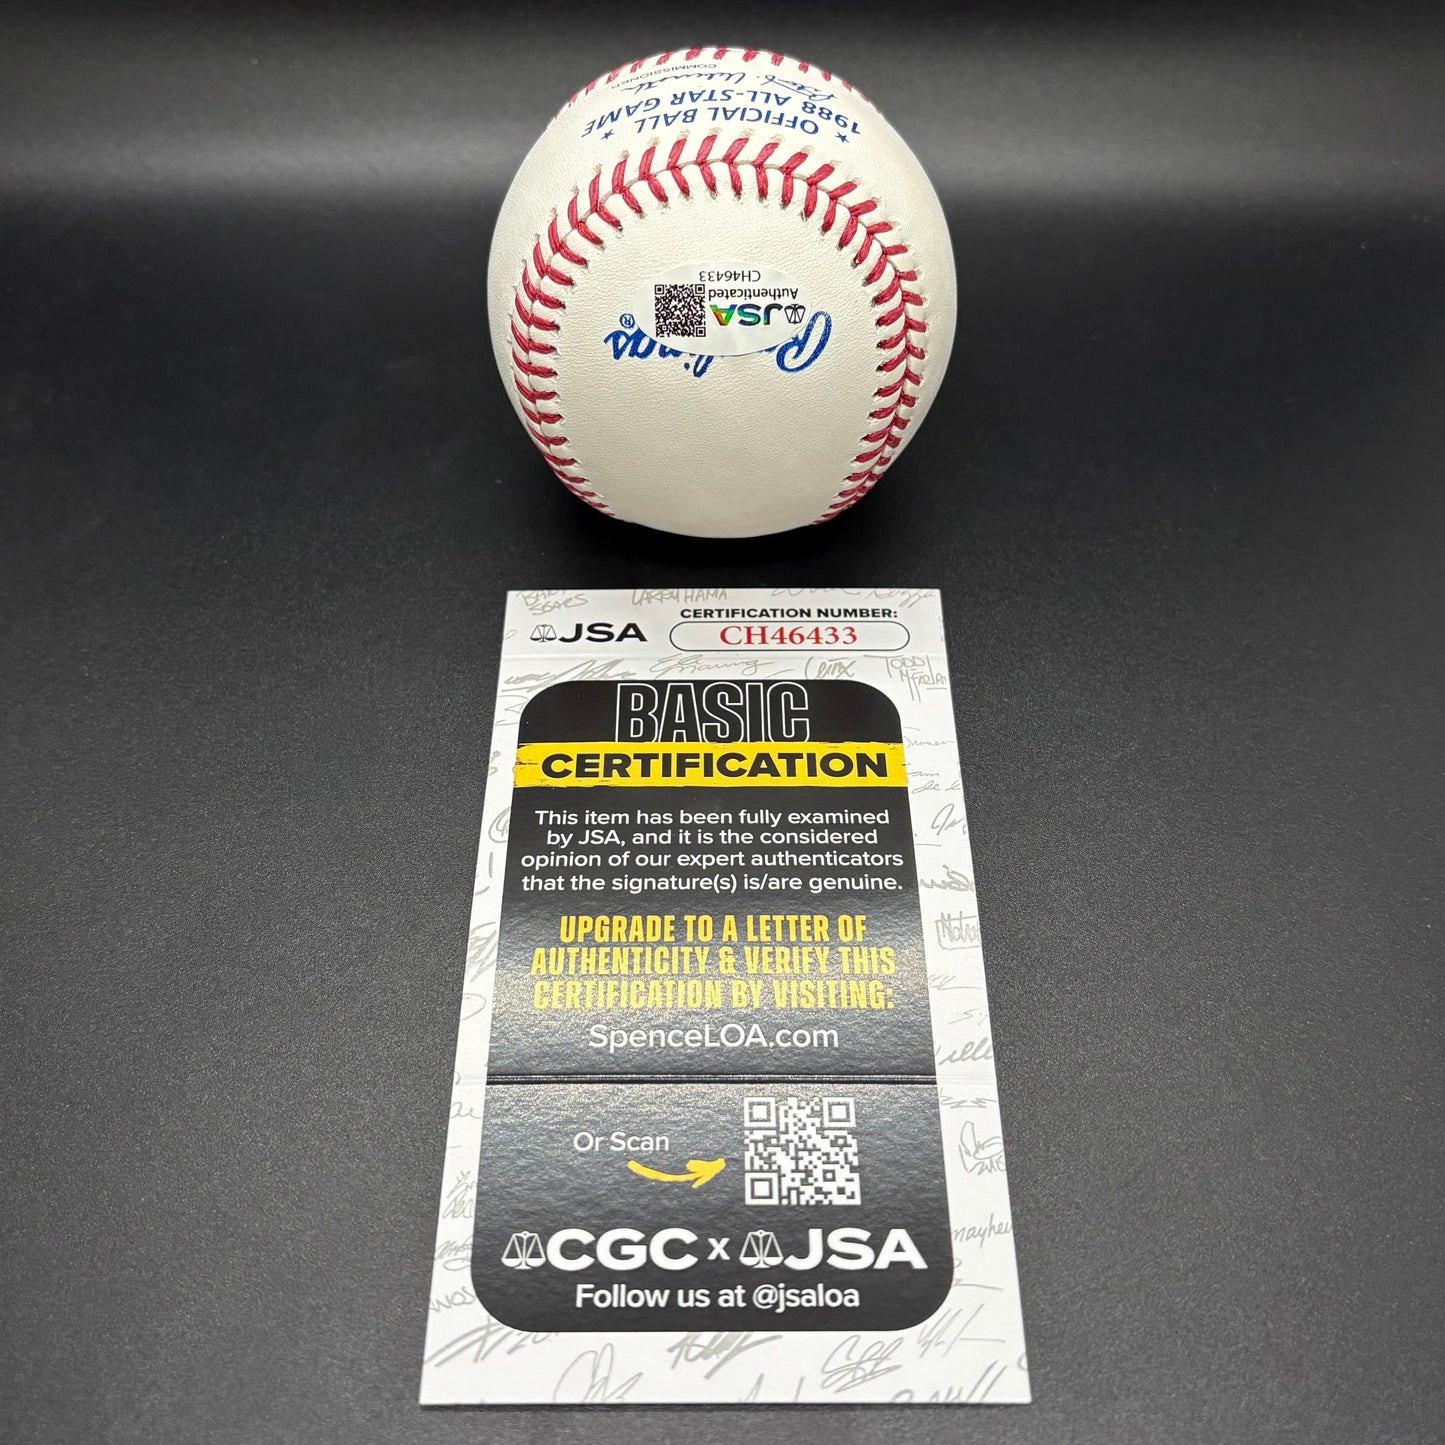 COMMISSIONER
1988 ALL-STAR GAME
OFFICIAL BALL
CH46433
Authenticated
JSA
Rawlings®
JSA
CERTIFICATION NUMBER:
CH46433
BASIC
CERTIFICATION
This item has been fully examined
by JSA, and it is the considered
opinion of our expert authenticators
that the signature(s) is/are genuine.
UPGRADE TO A LETTER OF
AUTHENTICITY & VERIFY THIS
CERTIFICATION BY VISITING:
SpenceLOA.com
Or Scan
CGC x JSA
Follow us at @jsaloa
LARRY HAMA
TODD